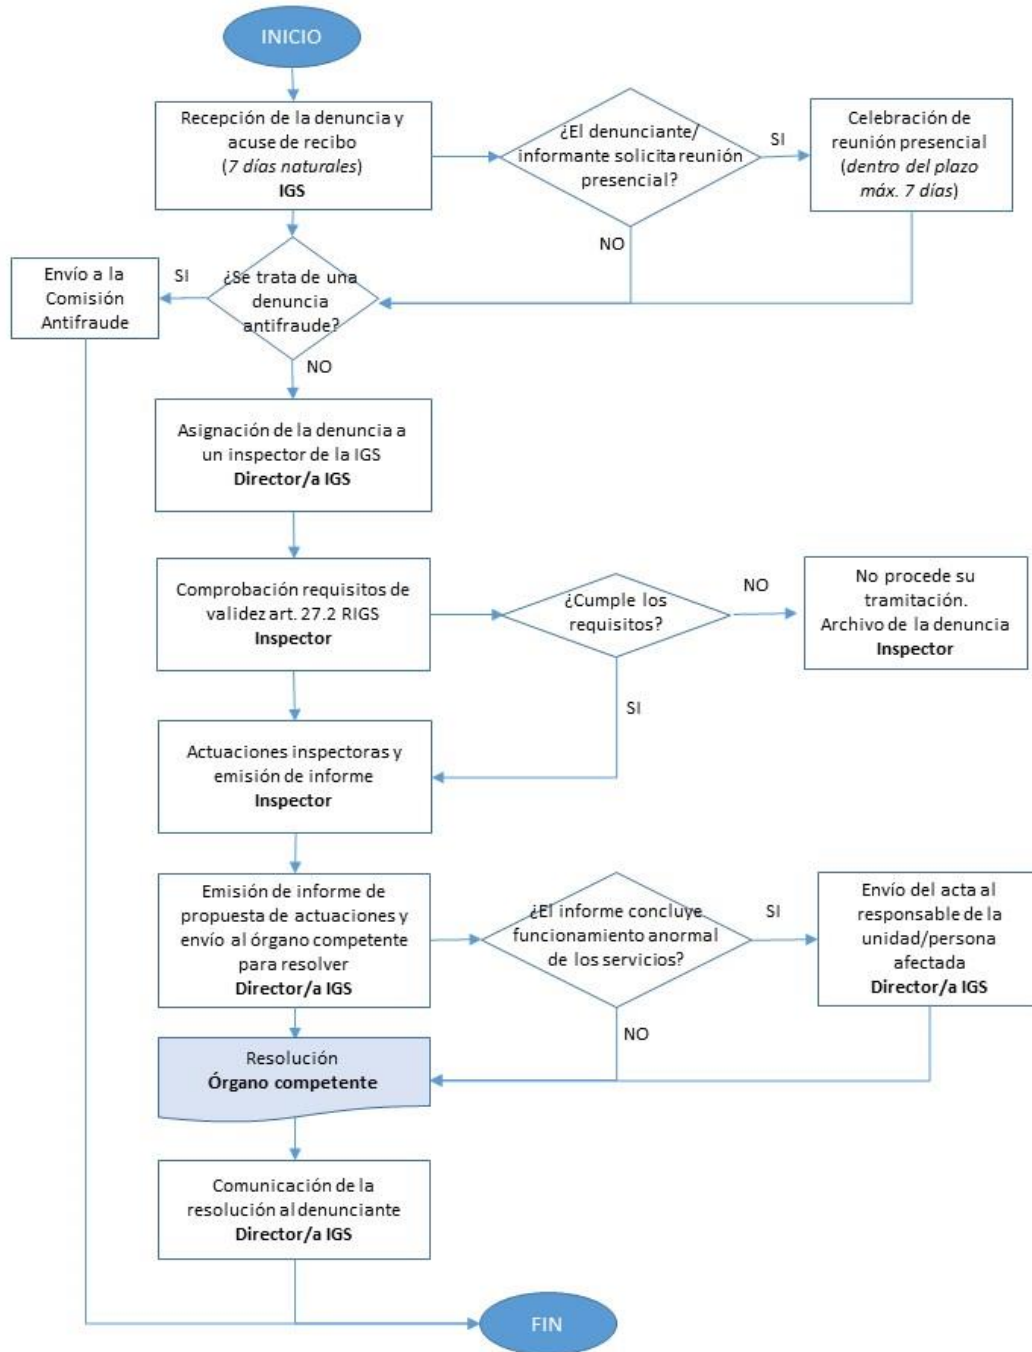 INICIO
Recepción de la denuncia y
acuse de recibo
(7 días naturales)
IGS
¿El denunciante/
informante solicita reunión
presencial?
SI
Celebración de
reunión presencial
(dentro del plazo
máx. 7 días)
NO
Envío a la
Comisión
Antifraude
SI
¿Se trata de una
denuncia
antifraude?
NO
Asignación de la denuncia a
un inspector de la IGS
Director/a IGS
Comprobación requisitos de
validez art. 27.2 RIGS
Inspector
¿Cumple los
requisitos?
NO
No procede su
tramitación.
Archivo de la denuncia
Inspector
SI
Actuaciones inspectoras y
emisión de informe
Inspector
Emisión de informe de
propuesta de actuaciones y
envío al órgano competente
para resolver
Director/a IGS
¿El informe concluye
funcionamiento anormal
de los servicios?
SI
Envío del acta al
responsable de la
unidad/persona
afectada
Director/a IGS
NO
Resolución
Órgano competente
Comunicación de la
resolución al denunciante
Director/a IGS
FIN